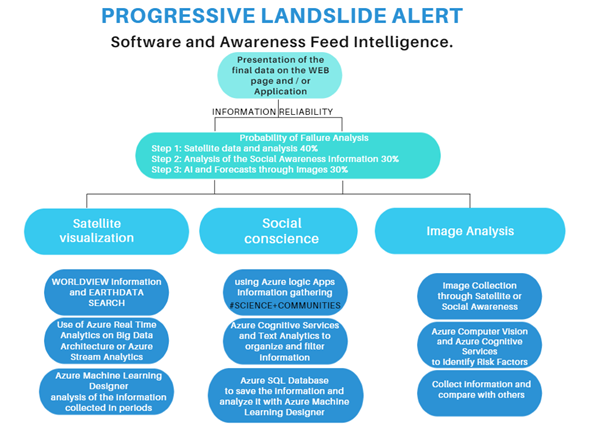 PROGRESSIVE LANDSLIDE ALERT
Software and Awareness Feed Intelligence.
Presentation of the
final data on the WEB
page and / or
Application
INFORMATION RELIABILITY
Probability of Failure Analysis
Step 1: Satellite data and analysis 40%
Step 2: Analysis of the Social Awareness information 30%
Step 3: AI and Forecasts through Images 30%
Satellite
visualization
WORLDVIEW Information
and EARTHDATA
SEARCH
Use of Azure Real Time
Analytics on Big Data
Architecture or Azure
Stream Analytics
Azure Machine Learning
Designer
analysis of the information
collected in periods
Social
conscience
using Azure logic Apps
information gathering
#SCIENCE+COMMUNITIES
Azure Cognitive Services
and Text Analytics to
organize and filter
information
Azure SQL Database
to save the information and
analyze it with Azure Machine
Learning Designer
Image Analysis
Image Collection
through Satellite or
Social Awareness
Azure Computer Vision
and Azure Cognitive
Services
to Identify Risk Factors
Collect information and
compare with others